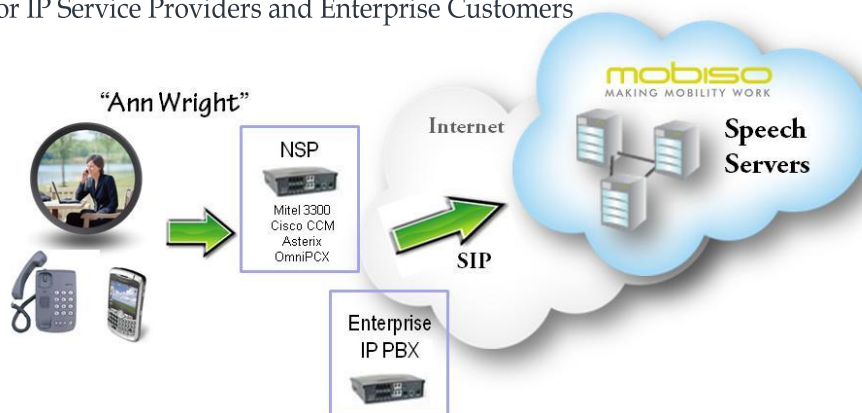 or IP Service Providers and Enterprise Customers
mobiso
MAKING MOBILITY WORK
"Ann Wright"
Internet
Speech
Servers
NSP
Mitel 3300
Cisco CCM
Asterix
OmniPCX
SIP
Enterprise
IP PBX